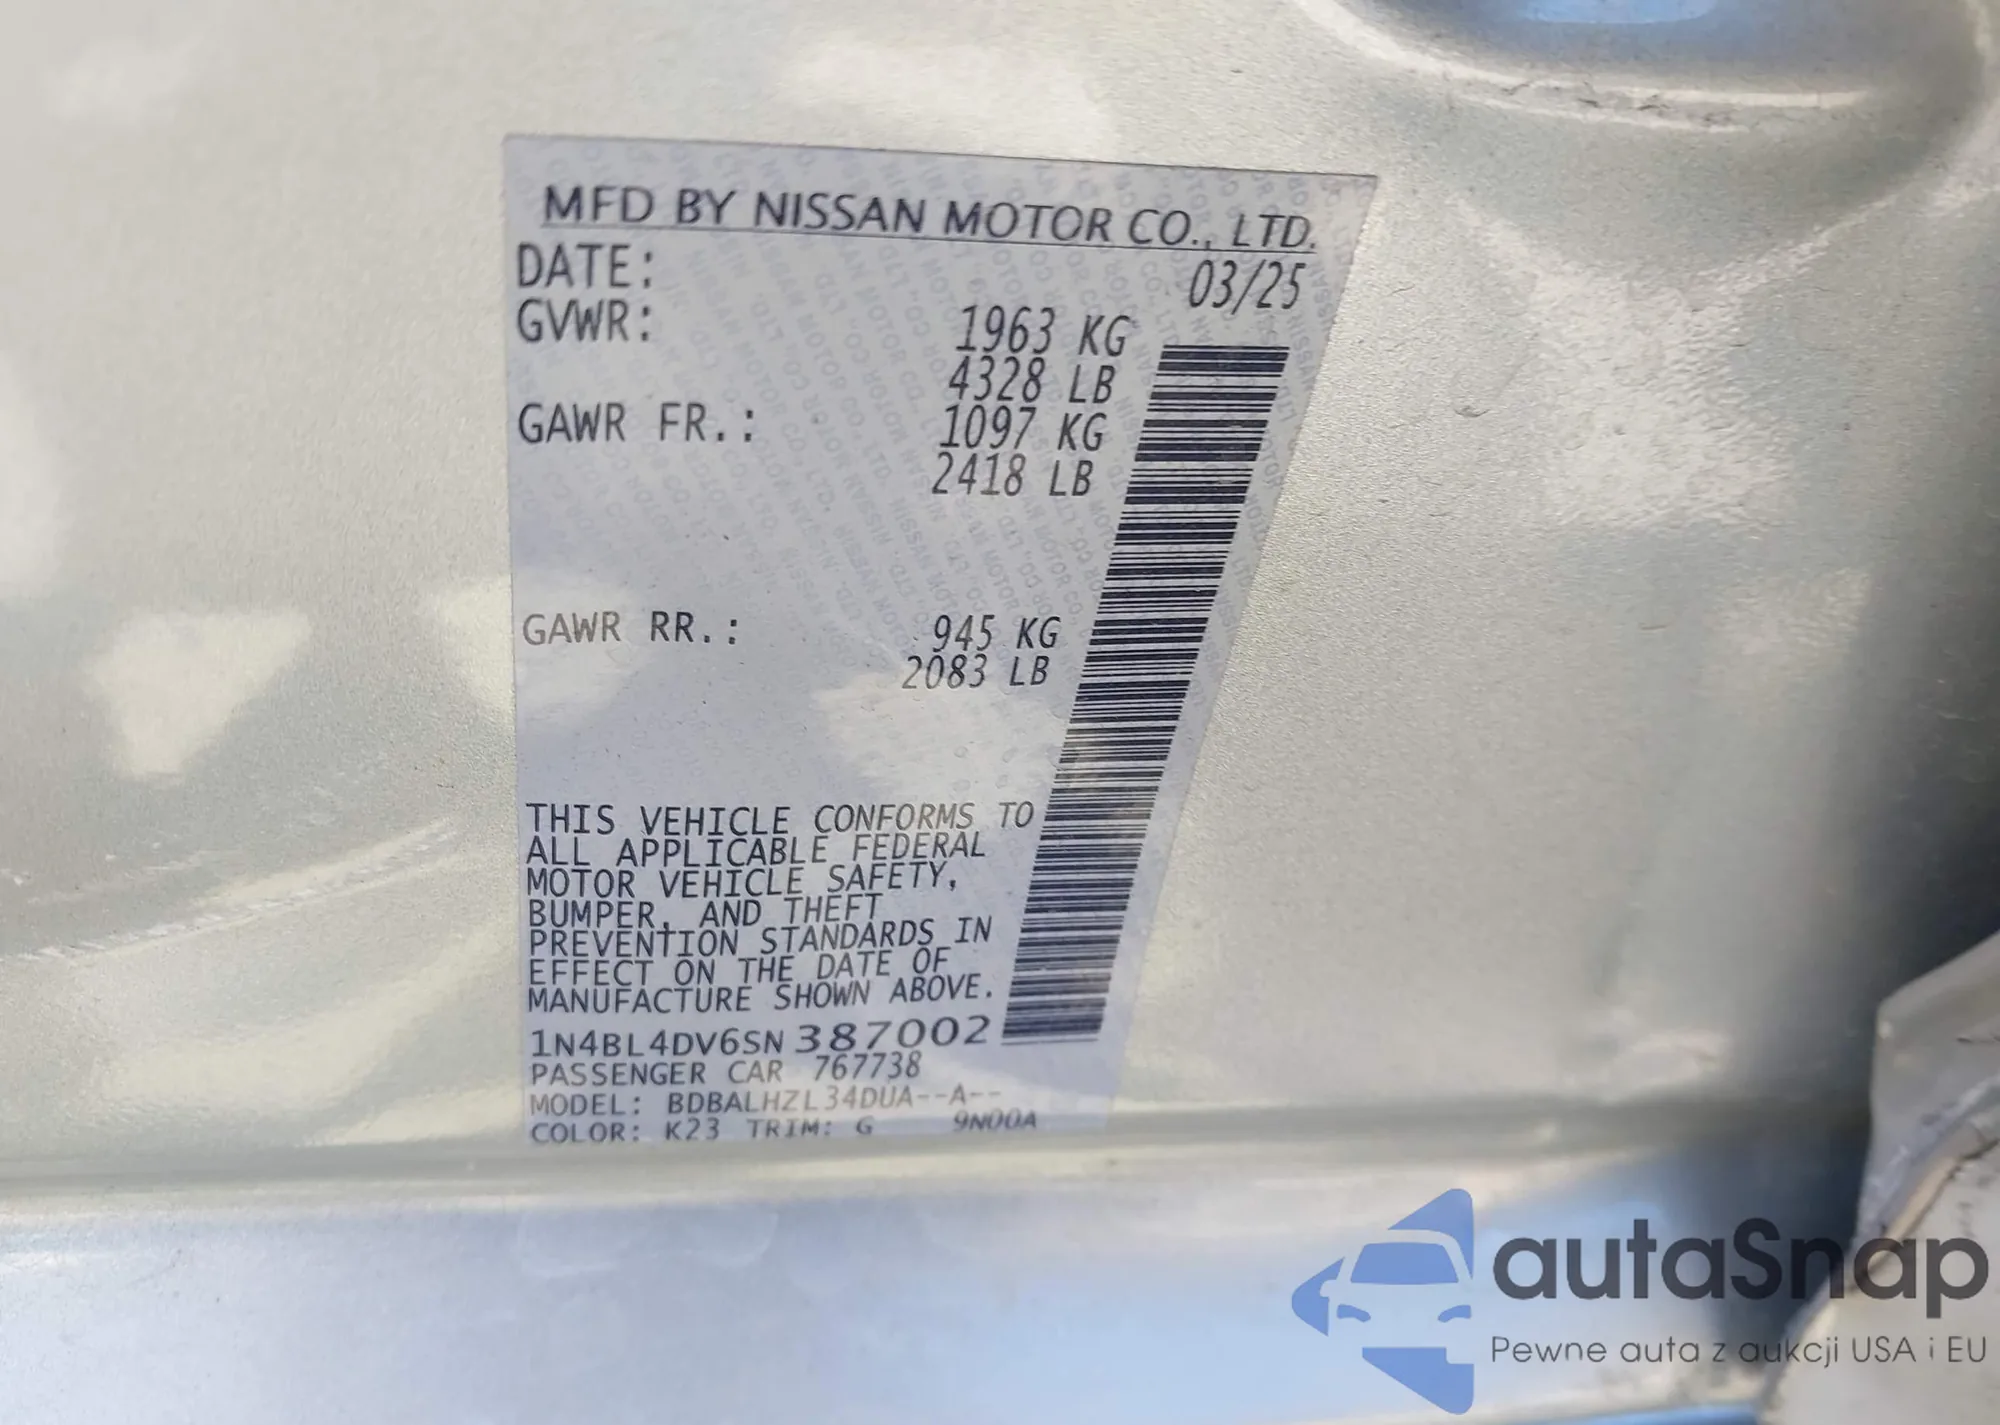 MFD BY NISSAN MOTOR CO., LTD.
DATE: 03/25
GVWR: 1963 KG
4328 LB
GAWR FR.: 1097 KG
2418 LB
GAWR RR.: 945 KG
2083 LB
THIS VEHICLE CONFORMS TO
ALL APPLICABLE FEDERAL
MOTOR VEHICLE SAFETY,
BUMPER, AND THEFT
PREVENTION STANDARDS IN
EFFECT ON THE DATE OF
MANUFACTURE SHOWN ABOVE.
1N4BL4DV6SN387002
PASSENGER CAR 767738
MODEL: BDBALHZL34DUA--A--
COLOR: K23 TRIM: G 9N00A
autaSnap
Pewne auta z aukcji USA i EU